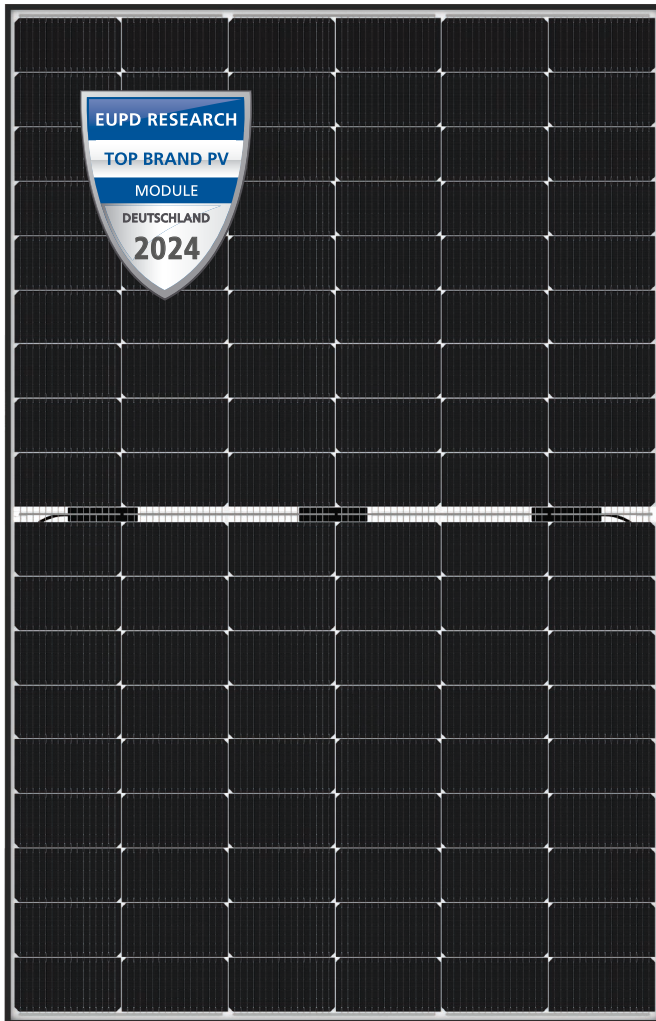 EUPD RESEARCH
TOP BRAND PV
MODULE
DEUTSCHLAND
2024